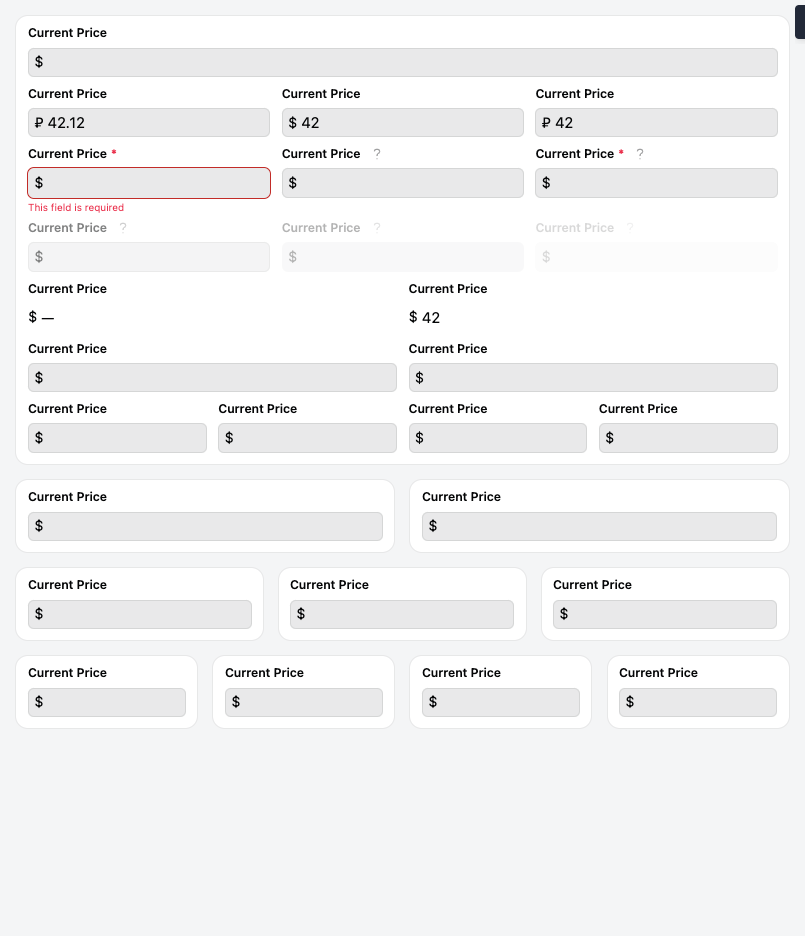 Current Price
$
Current Price Current Price Current Price
₽ 42.12 $ 42 ₽ 42
Current Price * Current Price ? Current Price * ?
$ $ $
This field is required
Current Price ? Current Price ? Current Price ?
$ $ $
Current Price Current Price
$ — $ 42
Current Price Current Price
$ $
Current Price Current Price Current Price Current Price
$ $ $ $
Current Price Current Price
$ $
Current Price Current Price Current Price
$ $ $
Current Price Current Price Current Price Current Price
$ $ $ $